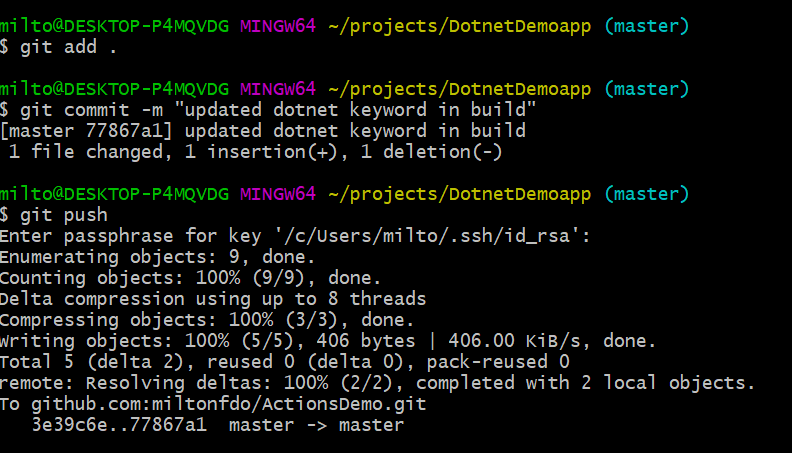 milto@DESKTOP-P4MQVDG MINGW64 ~/projects/DotnetDemoapp (master)
$ git add .
milto@DESKTOP-P4MQVDG MINGW64 ~/projects/DotnetDemoapp (master)
$ git commit -m "updated dotnet keyword in build"
[master 77867a1] updated dotnet keyword in build
 1 file changed, 1 insertion(+), 1 deletion(-)
milto@DESKTOP-P4MQVDG MINGW64 ~/projects/DotnetDemoapp (master)
$ git push
Enter passphrase for key '/c/Users/milto/.ssh/id_rsa':
Enumerating objects: 9, done.
Counting objects: 100% (9/9), done.
Delta compression using up to 8 threads
Compressing objects: 100% (3/3), done.
Writing objects: 100% (5/5), 406 bytes | 406.00 KiB/s, done.
Total 5 (delta 2), reused 0 (delta 0), pack-reused 0
remote: Resolving deltas: 100% (2/2), completed with 2 local objects.
To github.com:miltonfdo/ActionsDemo.git
   3e39c6e..77867a1  master -> master